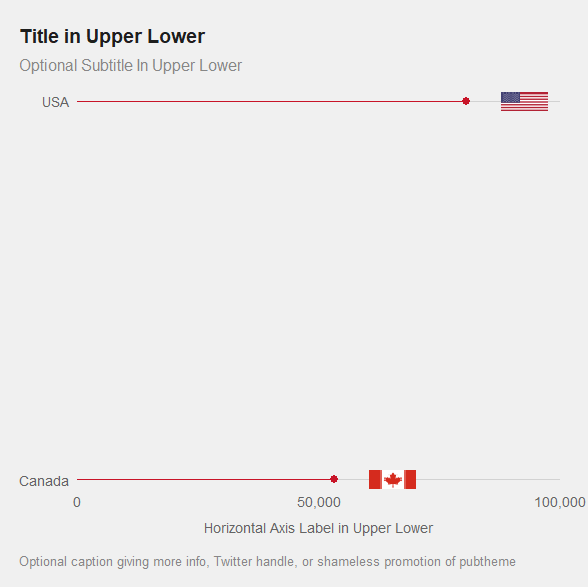 Title in Upper Lower
Optional Subtitle In Upper Lower
USA
Canada
0 50,000 100,000
Horizontal Axis Label in Upper Lower
Optional caption giving more info, Twitter handle, or shameless promotion of pubtheme